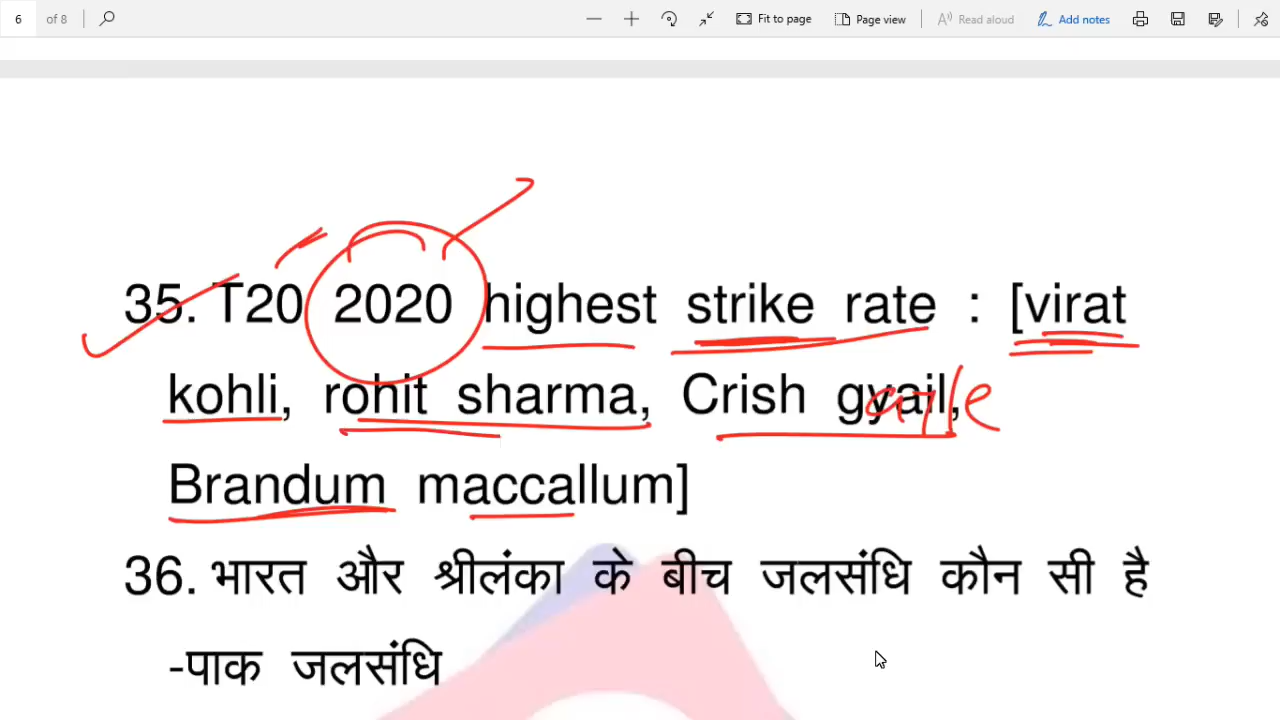 6 of 8 Fit to page Page view Read aloud Add notes
35. T20 2020 highest strike rate : [virat
kohli, rohit sharma, Crish gyail,
Brandum maccallum]
36. भारत और श्रीलंका के बीच जलसंधि कौन सी है
-पाक जलसंधि